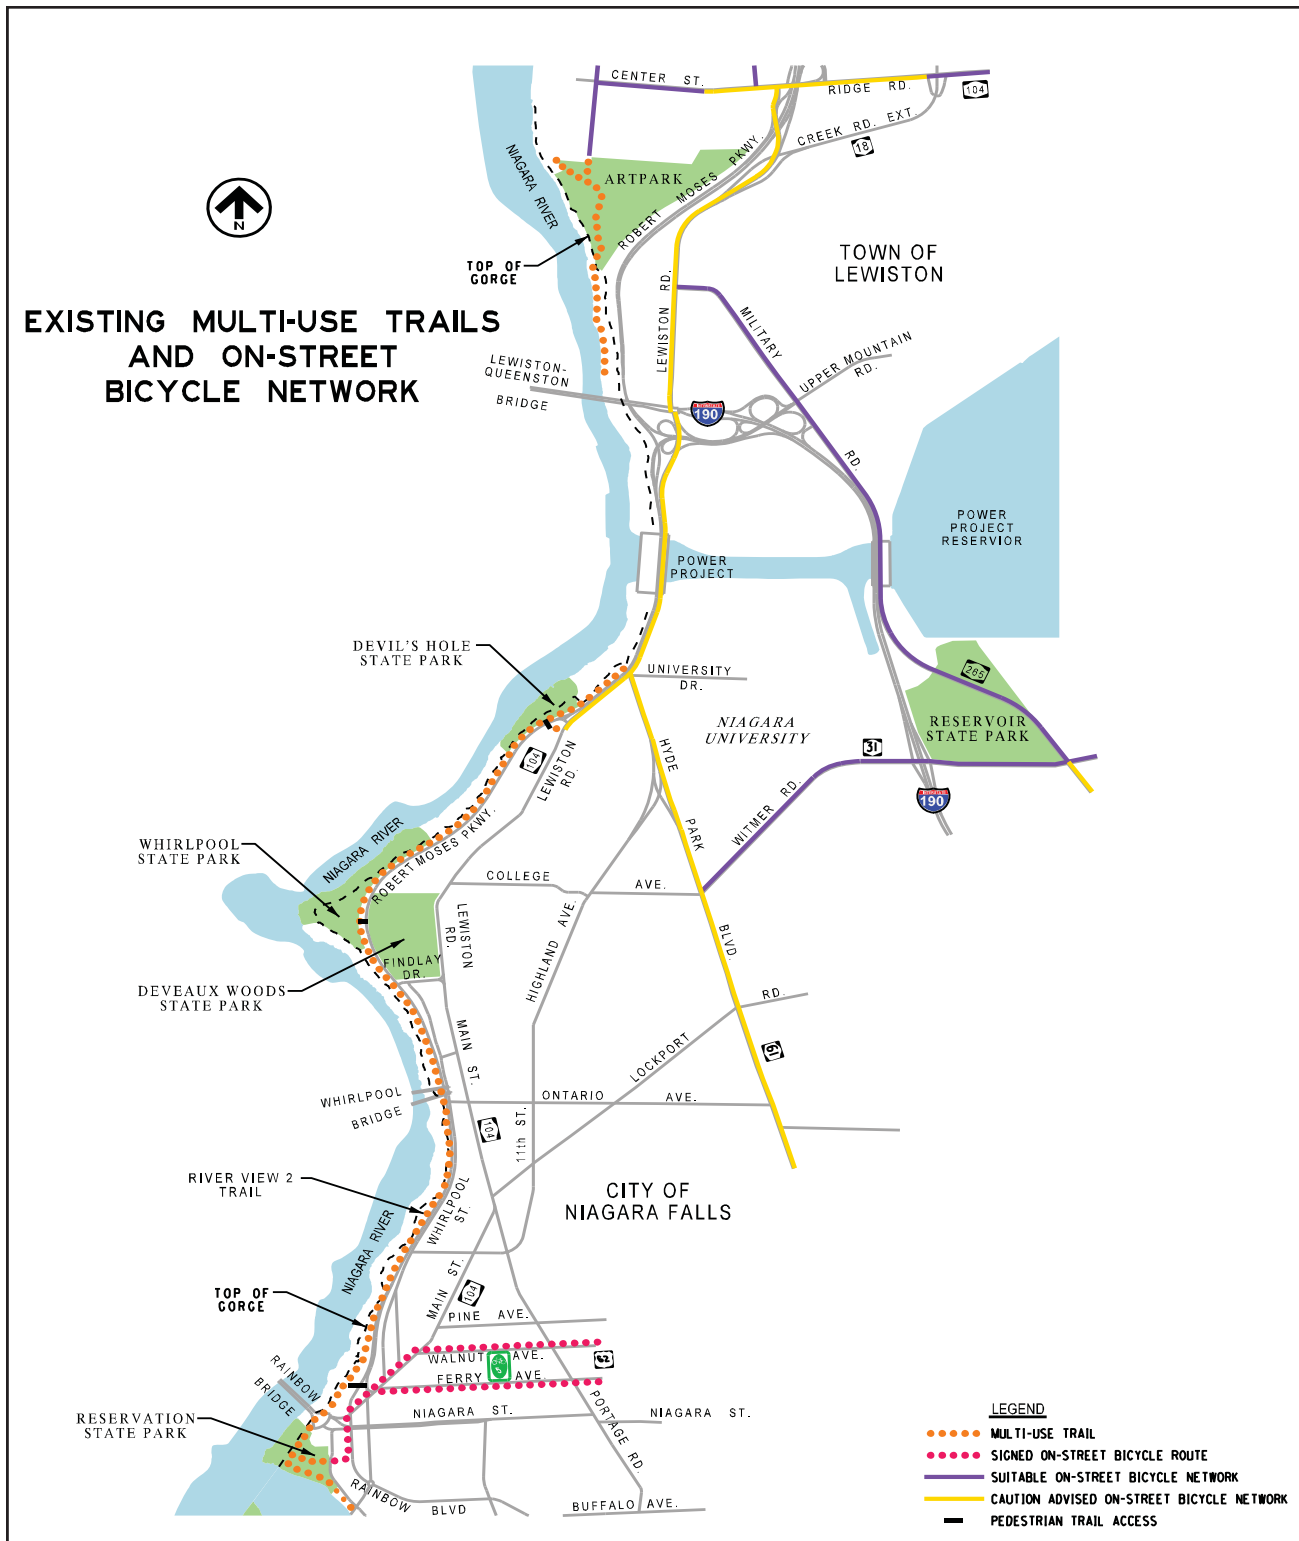 CENTER ST.
RIDGE RD.
104
CREEK RD. EXT.
18
NIAGARA RIVER
ARTPARK
ROBERT MOSES PKWY.
N
TOP OF
GORGE
TOWN OF
LEWISTON
EXISTING MULTI-USE TRAILS
AND ON-STREET
BICYCLE NETWORK
LEWISTON RD.
MILITARY
RD.
UPPER MOUNTAIN
RD.
LEWISTON-
QUEENSTON
BRIDGE
190
POWER
PROJECT
RESERVIOR
POWER
PROJECT
DEVIL'S HOLE
STATE PARK
UNIVERSITY
DR.
265
NIAGARA
UNIVERSITY
RESERVOIR
STATE PARK
31
104
LEWISTON
RD.
HYDE
PARK
BLVD.
WITMER RD.
190
NIAGARA RIVER
ROBERT MOSES PKWY.
WHIRLPOOL
STATE PARK
COLLEGE
AVE.
LEWISTON
RD.
HIGHLAND AVE.
FINDLAY
DR.
DEVEAUX WOODS
STATE PARK
RD.
LOCKPORT
MAIN ST.
61
WHIRLPOOL
BRIDGE
ONTARIO
AVE.
104
11th ST.
RIVER VIEW 2
TRAIL
WHIRLPOOL
ST.
CITY OF
NIAGARA FALLS
NIAGARA RIVER
TOP OF
GORGE
MAIN ST.
104
PINE AVE.
WALNUT AVE.
62
FERRY AVE.
5
RAINBOW
BRIDGE
RESERVATION
STATE PARK
NIAGARA ST.
NIAGARA ST.
PORTAGE RD.
RAINBOW BLVD
BUFFALO AVE.
LEGEND
MULTI-USE TRAIL
SIGNED ON-STREET BICYCLE ROUTE
SUITABLE ON-STREET BICYCLE NETWORK
CAUTION ADVISED ON-STREET BICYCLE NETWORK
PEDESTRIAN TRAIL ACCESS